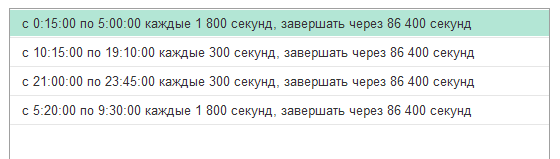 с 0:15:00 по 5:00:00 каждые 1 800 секунд, завершать через 86 400 секунд
с 10:15:00 по 19:10:00 каждые 300 секунд, завершать через 86 400 секунд
с 21:00:00 по 23:45:00 каждые 300 секунд, завершать через 86 400 секунд
с 5:20:00 по 9:30:00 каждые 1 800 секунд, завершать через 86 400 секунд